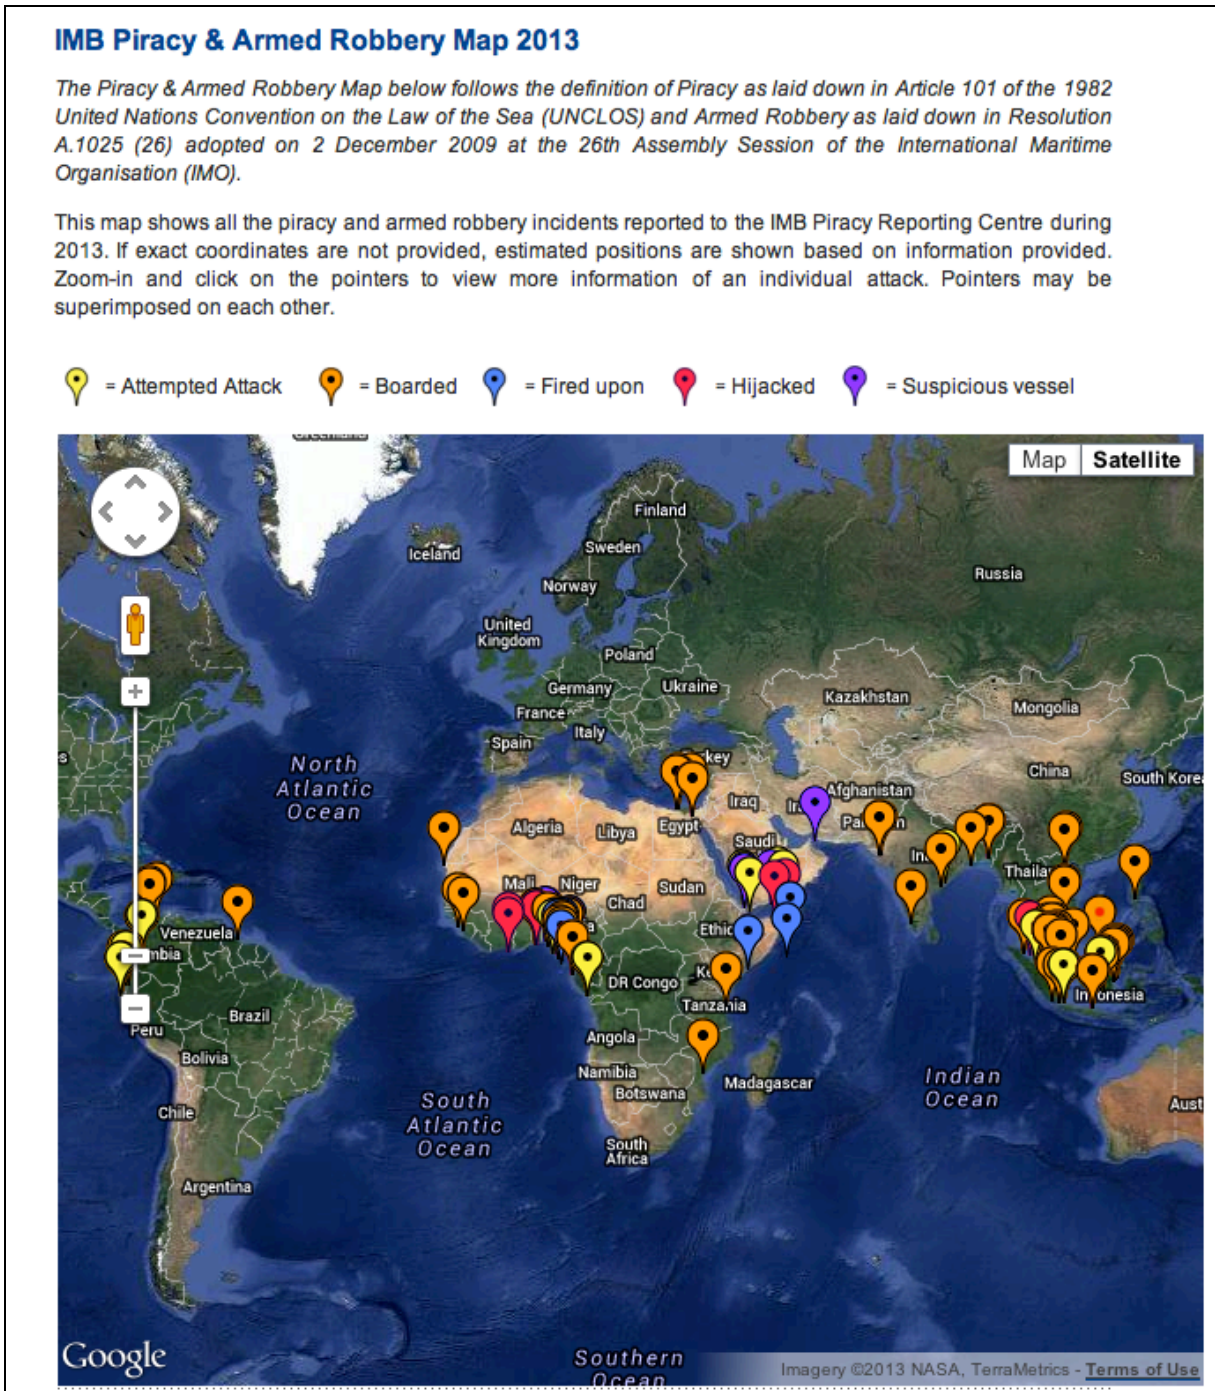 IMB Piracy & Armed Robbery Map 2013
The Piracy & Armed Robbery Map below follows the definition of Piracy as laid down in Article 101 of the 1982
United Nations Convention on the Law of the Sea (UNCLOS) and Armed Robbery as laid down in Resolution
A.1025 (26) adopted on 2 December 2009 at the 26th Assembly Session of the International Maritime
Organisation (IMO).
This map shows all the piracy and armed robbery incidents reported to the IMB Piracy Reporting Centre during
2013. If exact coordinates are not provided, estimated positions are shown based on information provided.
Zoom-in and click on the pointers to view more information of an individual attack. Pointers may be
superimposed on each other.
= Attempted Attack = Boarded = Fired upon = Hijacked = Suspicious vessel
Greenland
Map Satellite
Finland
Iceland
Sweden
Norway
Russia
United
Kingdom
Poland
Germany
Ukraine
Kazakhstan
France
Mongolia
Italy
Spain
North
Atlantic
Ocean
China
South Korea
Afghanistan
Iraq
Algeria
Libya
Egypt
Saudi
Mali
Niger
Sudan
Chad
Venezuela
DR Congo
Tanzania
Indonesia
Brazil
Peru
Angola
Bolivia
Namibia
Botswana
Madagascar
Indian
Ocean
Chile
South
Atlantic
Ocean
Aust
South
Africa
Argentina
Google
Southern
Ocean
Imagery ©2013 NASA, TerraMetrics - Terms of Use